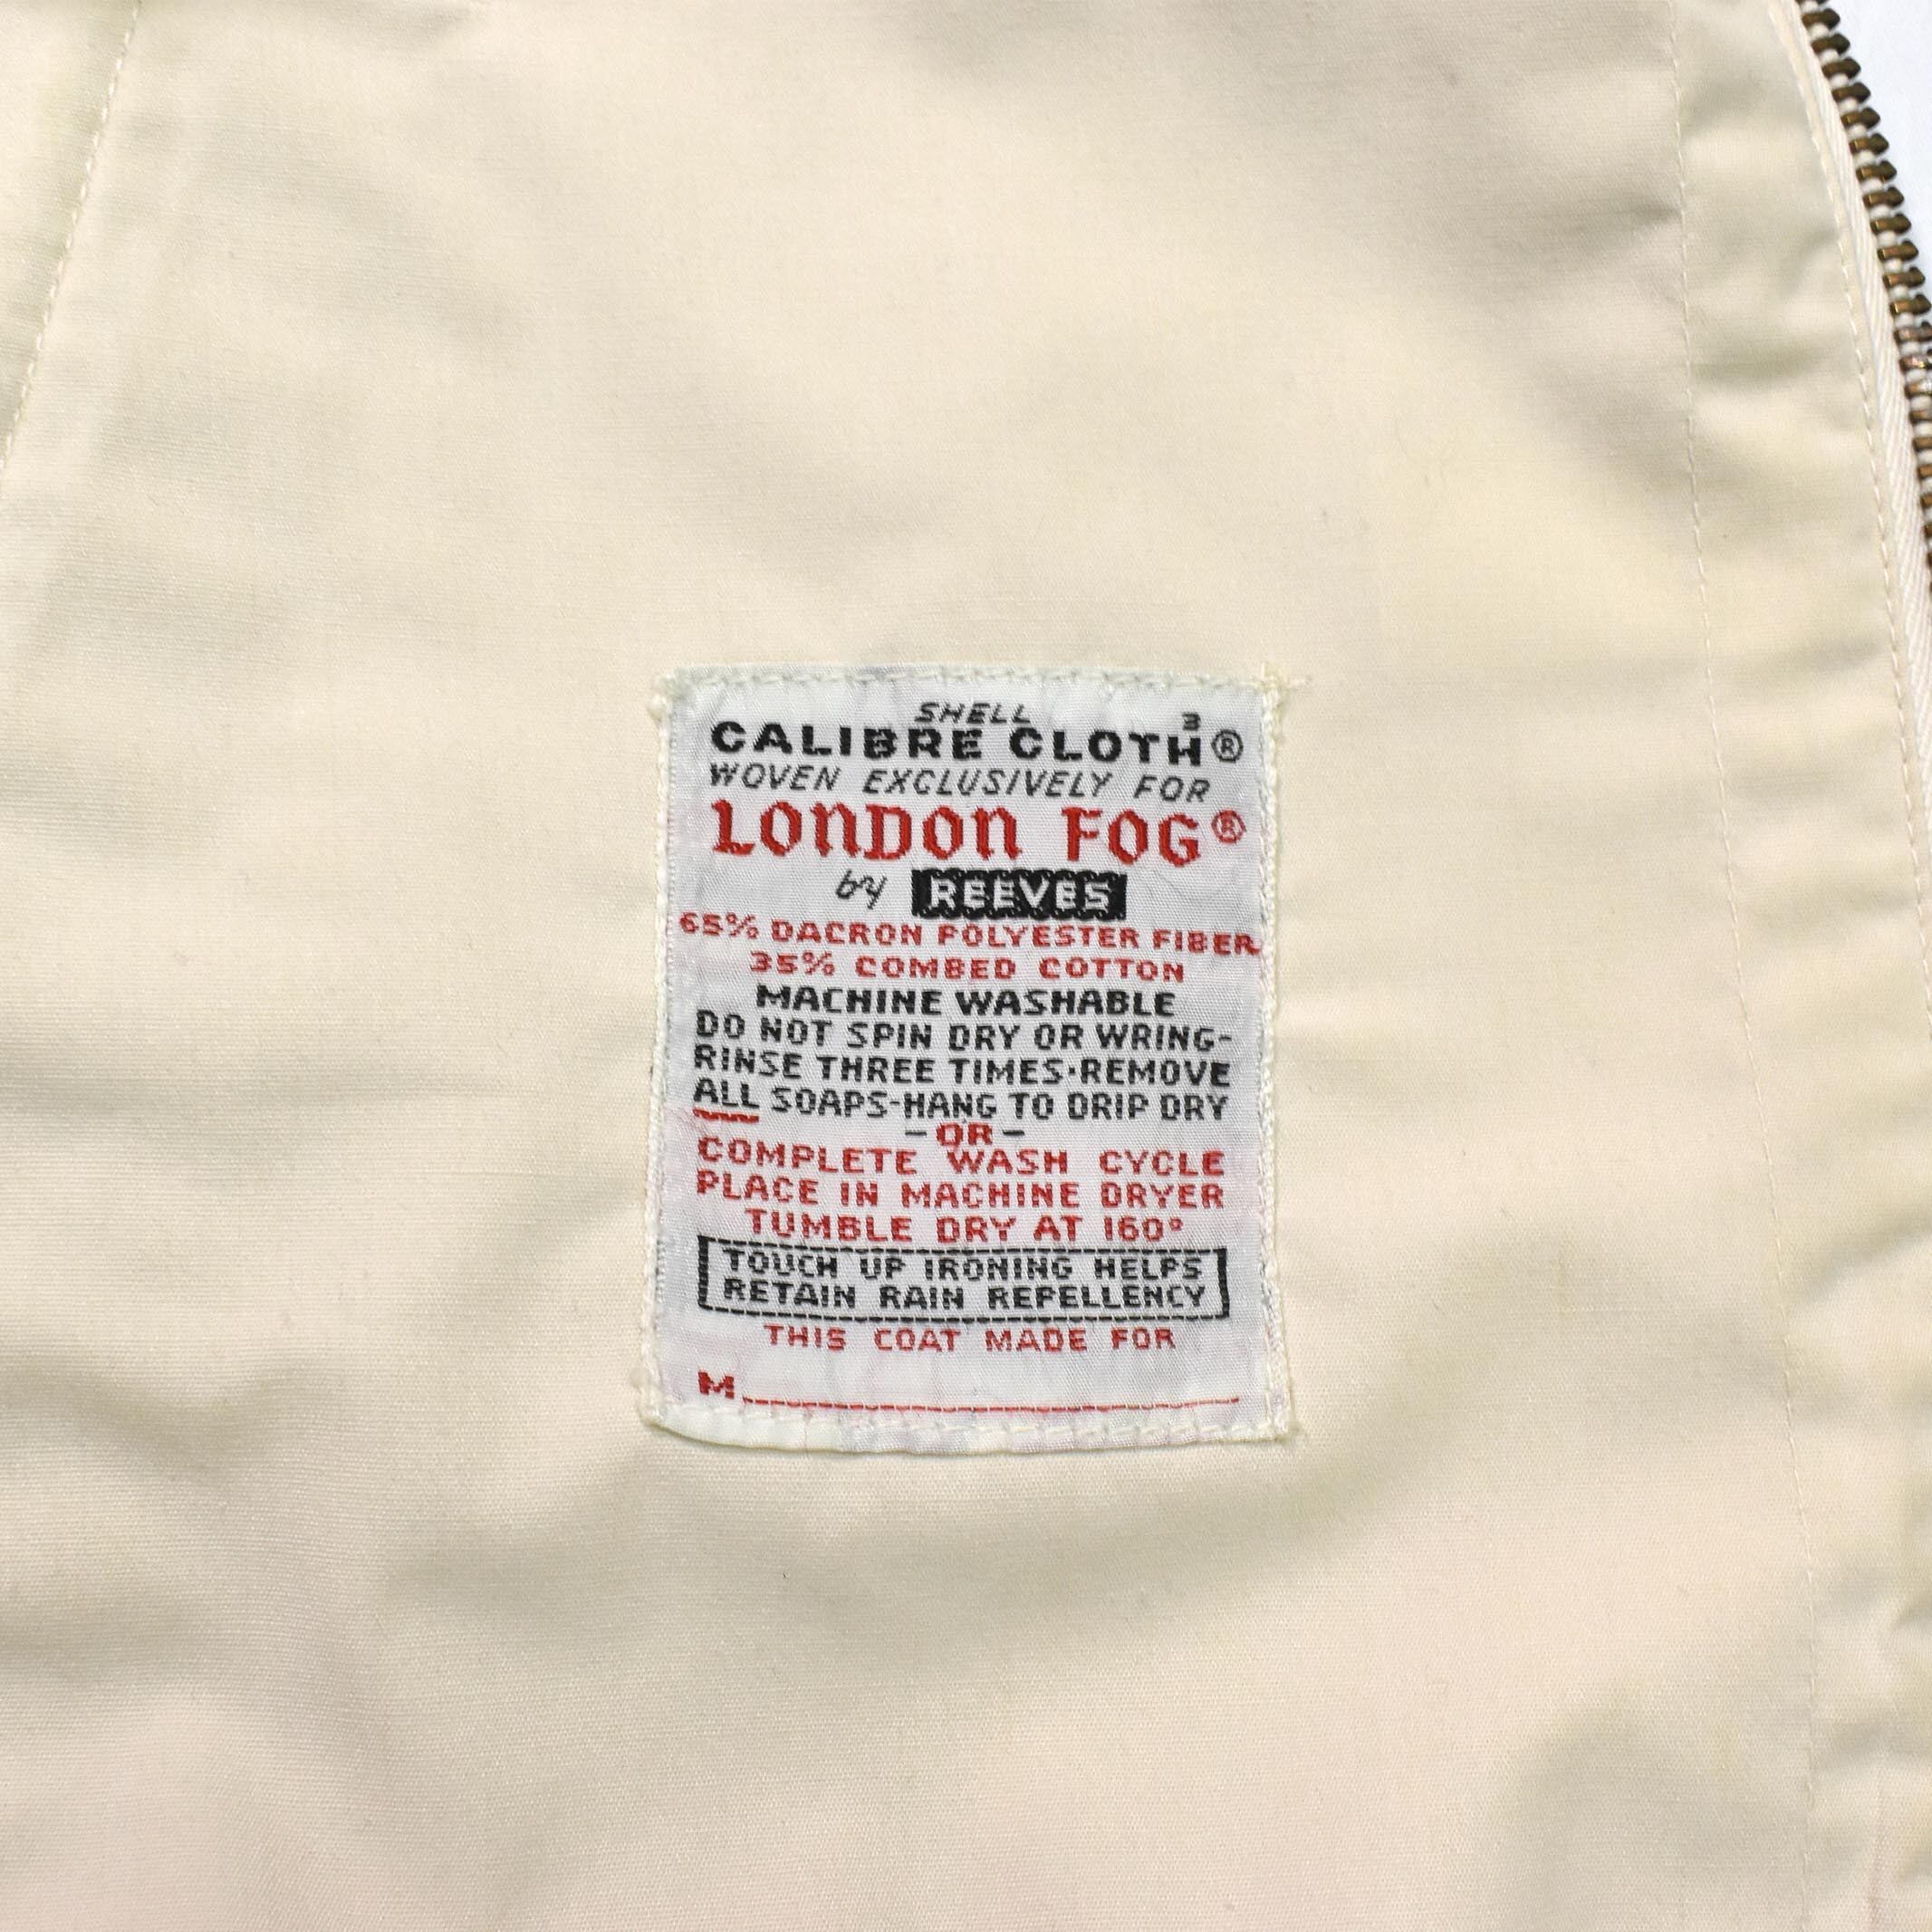 SHELL
CALIBRE CLOTH³®
WOVEN EXCLUSIVELY FOR
LONDON FOG®
by REEVES
65% DACRON POLYESTER FIBER
35% COMBED COTTON
MACHINE WASHABLE
DO NOT SPIN DRY OR WRING-
RINSE THREE TIMES·REMOVE
ALL SOAPS-HANG TO DRIP DRY
-OR-
COMPLETE WASH CYCLE
PLACE IN MACHINE DRYER
TUMBLE DRY AT 160°
TOUCH UP IRONING HELPS
RETAIN RAIN REPELLENCY
THIS COAT MADE FOR
M